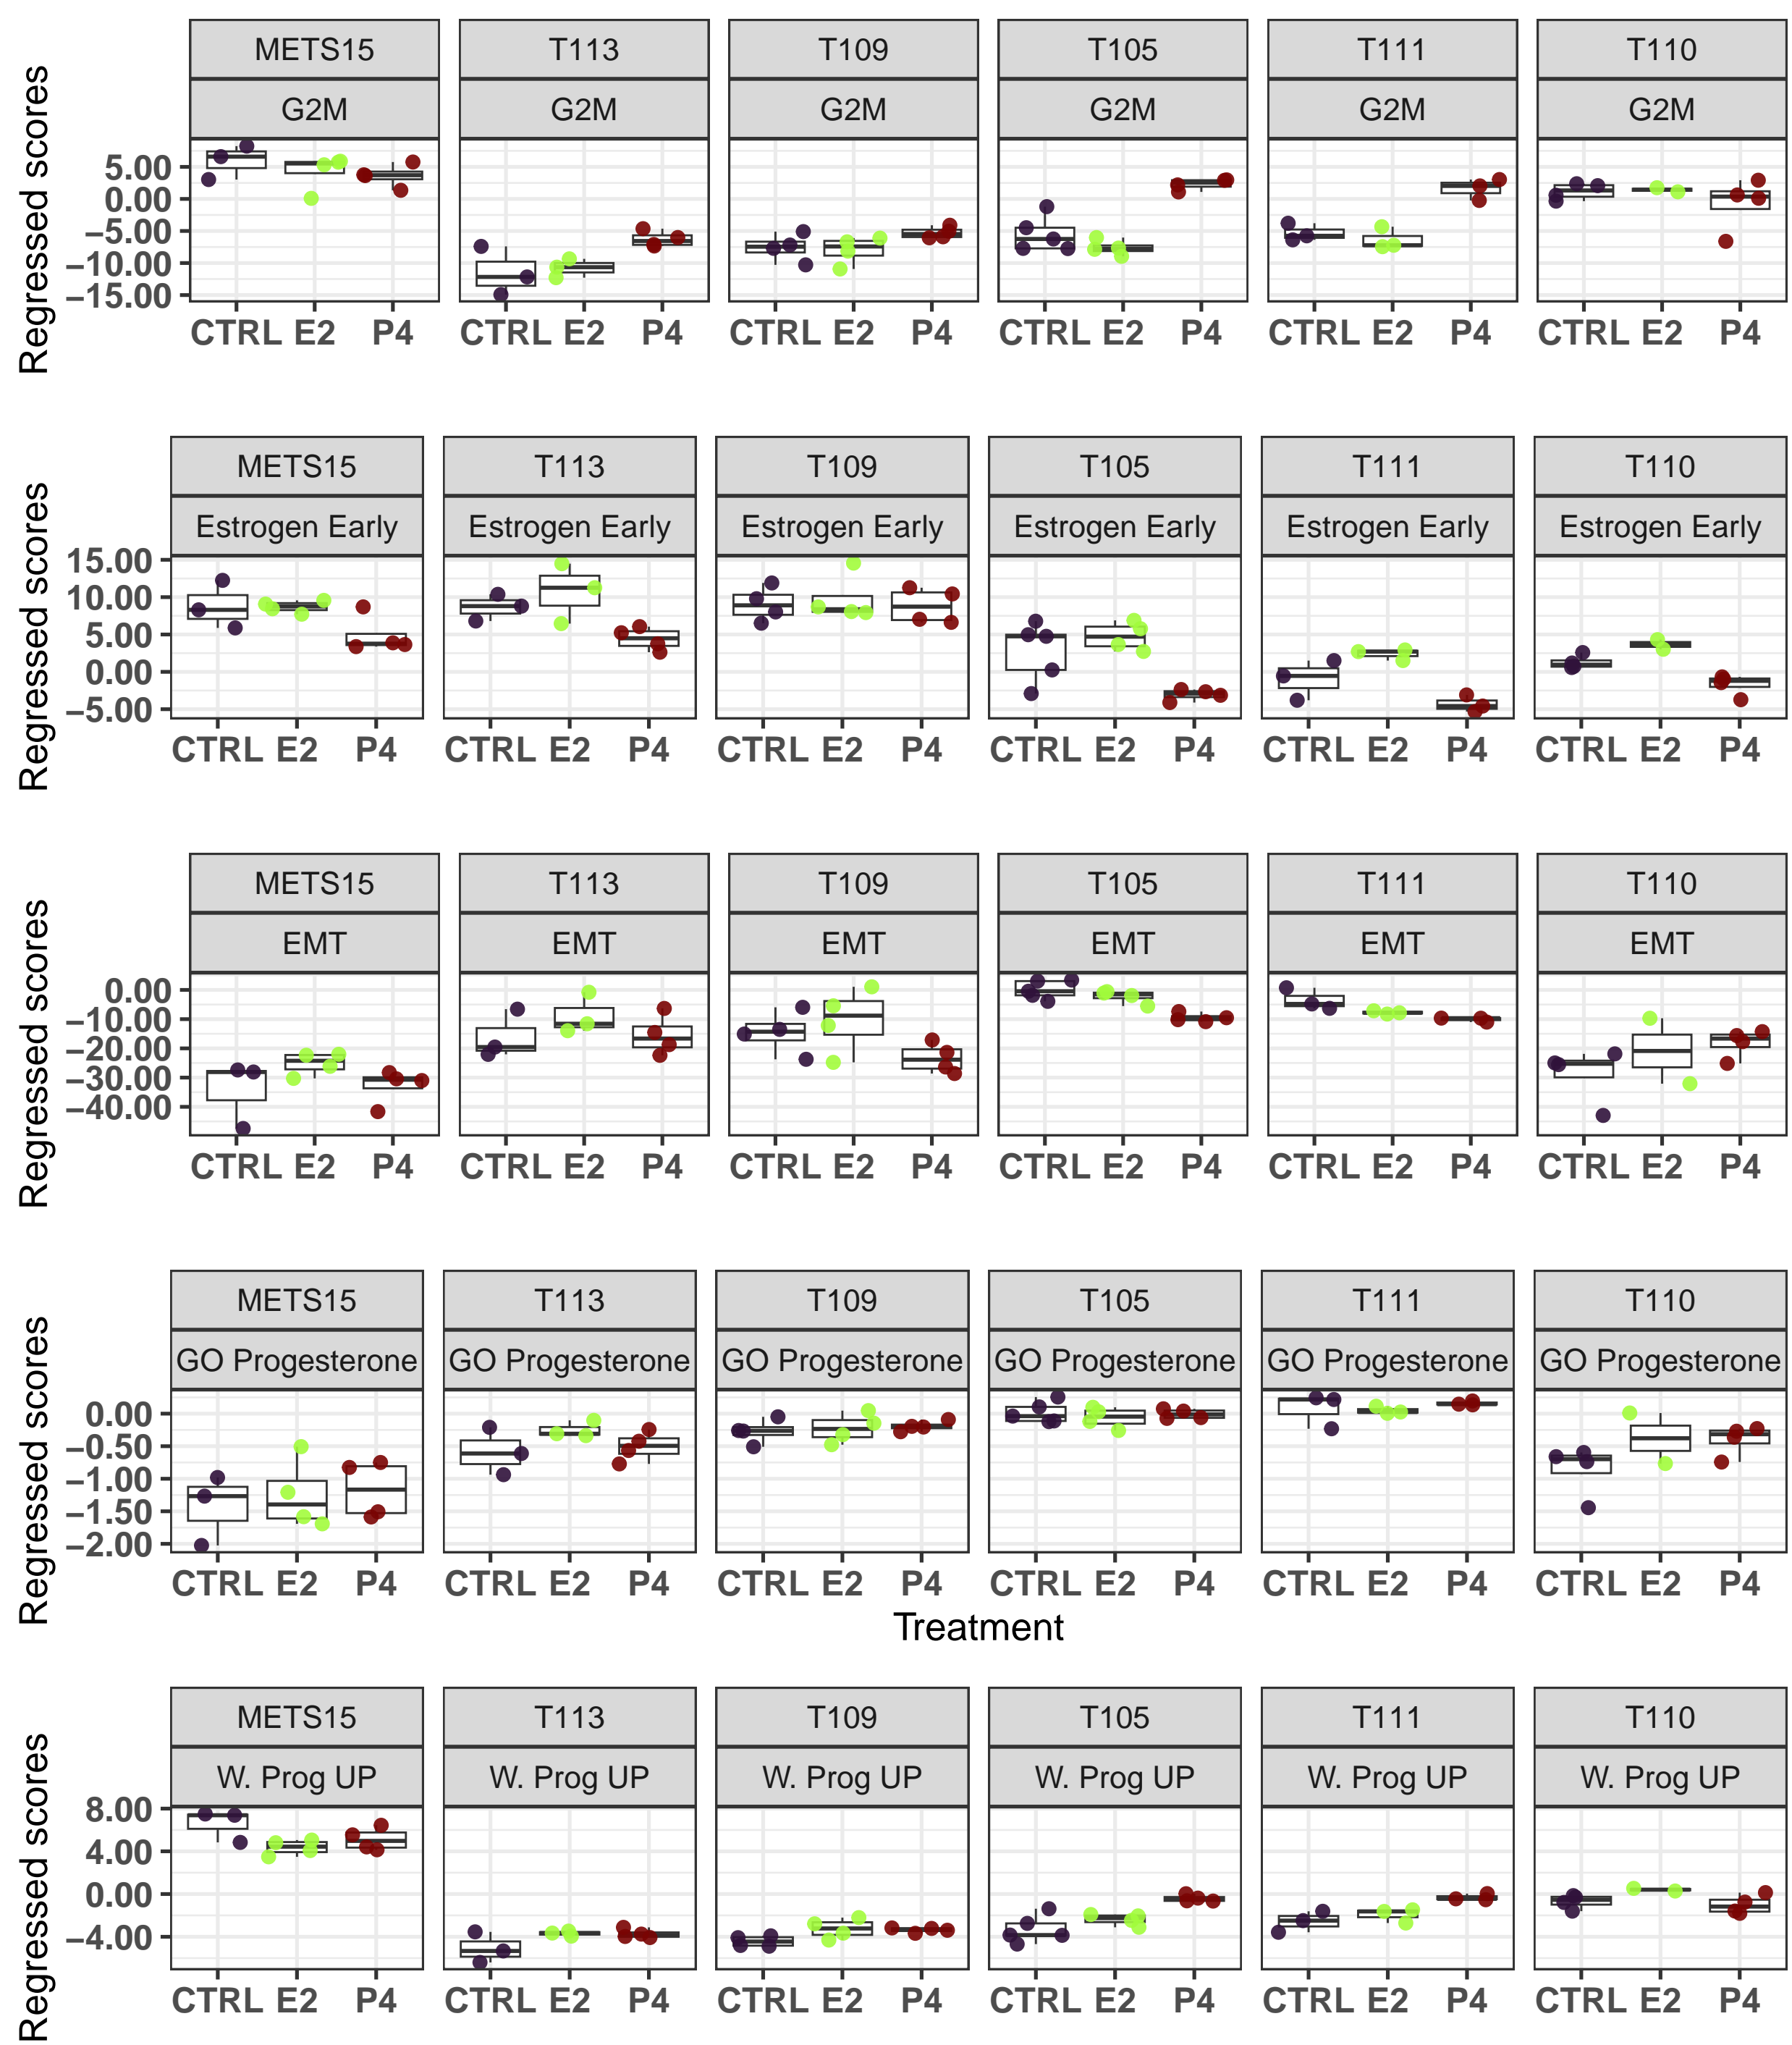 METS15 T113 T109 T105 T111 T110
G2M G2M G2M G2M G2M G2M
Regressed scores
5.00
0.00
−5.00
−10.00
−15.00
CTRL E2 P4 CTRL E2 P4 CTRL E2 P4 CTRL E2 P4 CTRL E2 P4 CTRL E2 P4
METS15 T113 T109 T105 T111 T110
Estrogen Early Estrogen Early Estrogen Early Estrogen Early Estrogen Early Estrogen Early
Regressed scores
15.00
10.00
5.00
0.00
−5.00
CTRL E2 P4 CTRL E2 P4 CTRL E2 P4 CTRL E2 P4 CTRL E2 P4 CTRL E2 P4
METS15 T113 T109 T105 T111 T110
EMT EMT EMT EMT EMT EMT
Regressed scores
0.00
−10.00
−20.00
−30.00
−40.00
CTRL E2 P4 CTRL E2 P4 CTRL E2 P4 CTRL E2 P4 CTRL E2 P4 CTRL E2 P4
METS15 T113 T109 T105 T111 T110
GO Progesterone GO Progesterone GO Progesterone GO Progesterone GO Progesterone GO Progesterone
Regressed scores
0.00
−0.50
−1.00
−1.50
−2.00
CTRL E2 P4 CTRL E2 P4 CTRL E2 P4 CTRL E2 P4 CTRL E2 P4 CTRL E2 P4
Treatment
METS15 T113 T109 T105 T111 T110
W. Prog UP W. Prog UP W. Prog UP W. Prog UP W. Prog UP W. Prog UP
Regressed scores
8.00
4.00
0.00
−4.00
CTRL E2 P4 CTRL E2 P4 CTRL E2 P4 CTRL E2 P4 CTRL E2 P4 CTRL E2 P4